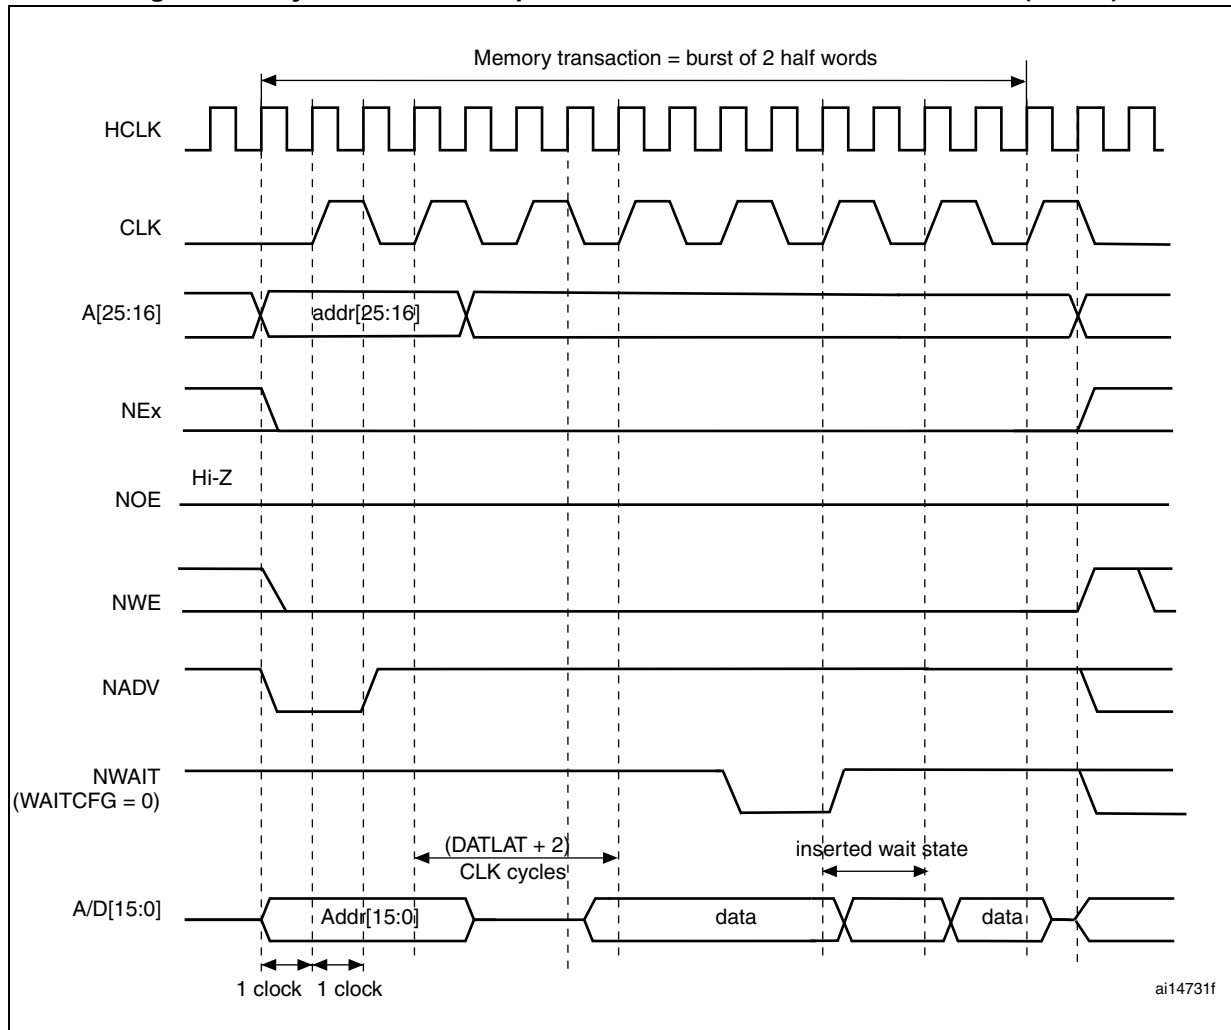 Memory transaction = burst of 2 half words
HCLK
CLK
A[25:16]
addr[25:16]
NEx
Hi-Z
NOE
NWE
NADV
NWAIT
(WAITCFG = 0)
(DATLAT + 2)
CLK cycles
inserted wait state
A/D[15:0]
Addr[15:0]
data
data
1 clock
1 clock
ai14731f